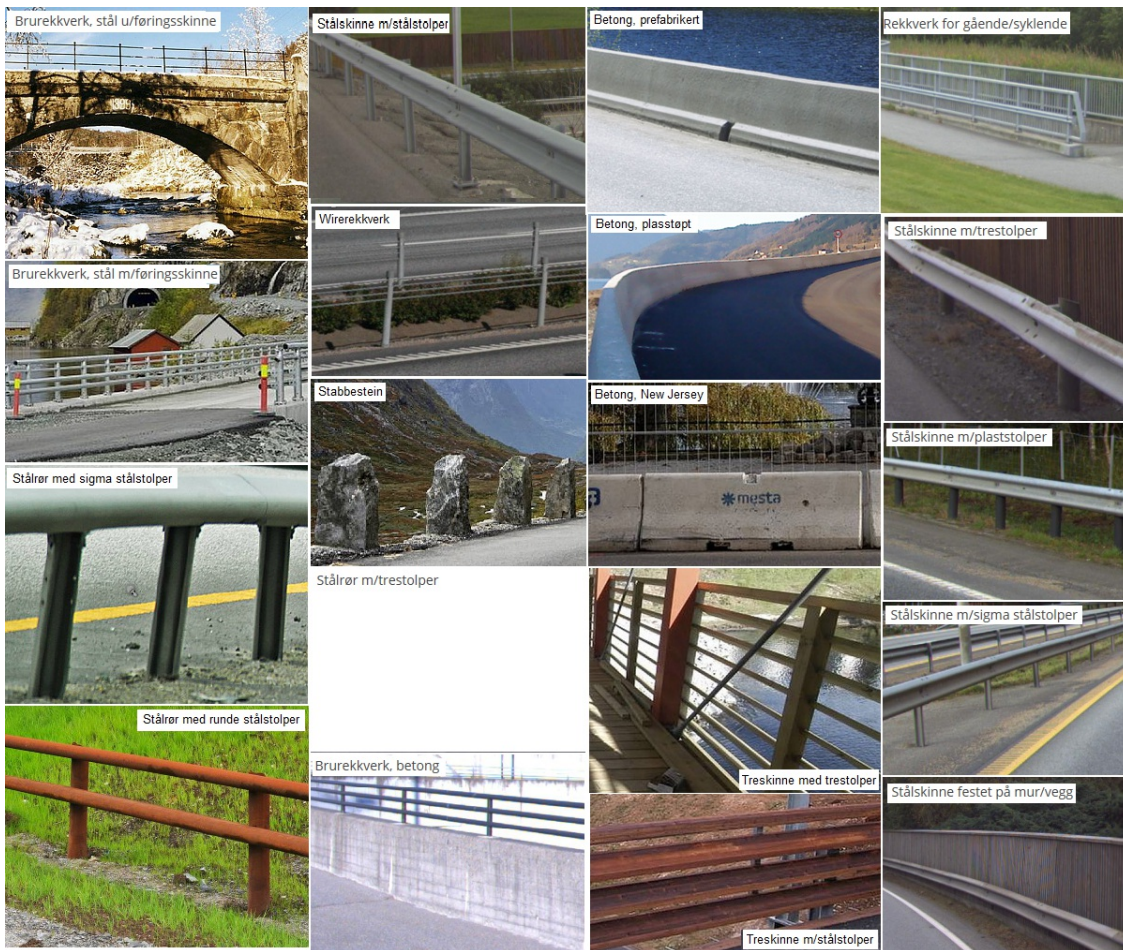 Brurekkverk, stål u/føringsskinne
Brurekkverk, stål m/føringsskinne
Stålrør med sigma stålstolper
Stålrør med runde stålstolper
Stålskinne m/stålstolper
Wirerekkverk
Stabbestein
Stålrør m/trestolper
Brurekkverk, betong
Betong, prefabrikert
Betong, plasstøpt
Betong, New Jersey
mesta
Treskinne med trestolper
Treskinne m/stålstolper
Rekkverk for gående/syklende
Stålskinne m/trestolper
Stålskinne m/plaststolper
Stålskinne m/sigma stålstolper
Stålskinne festet på mur/vegg